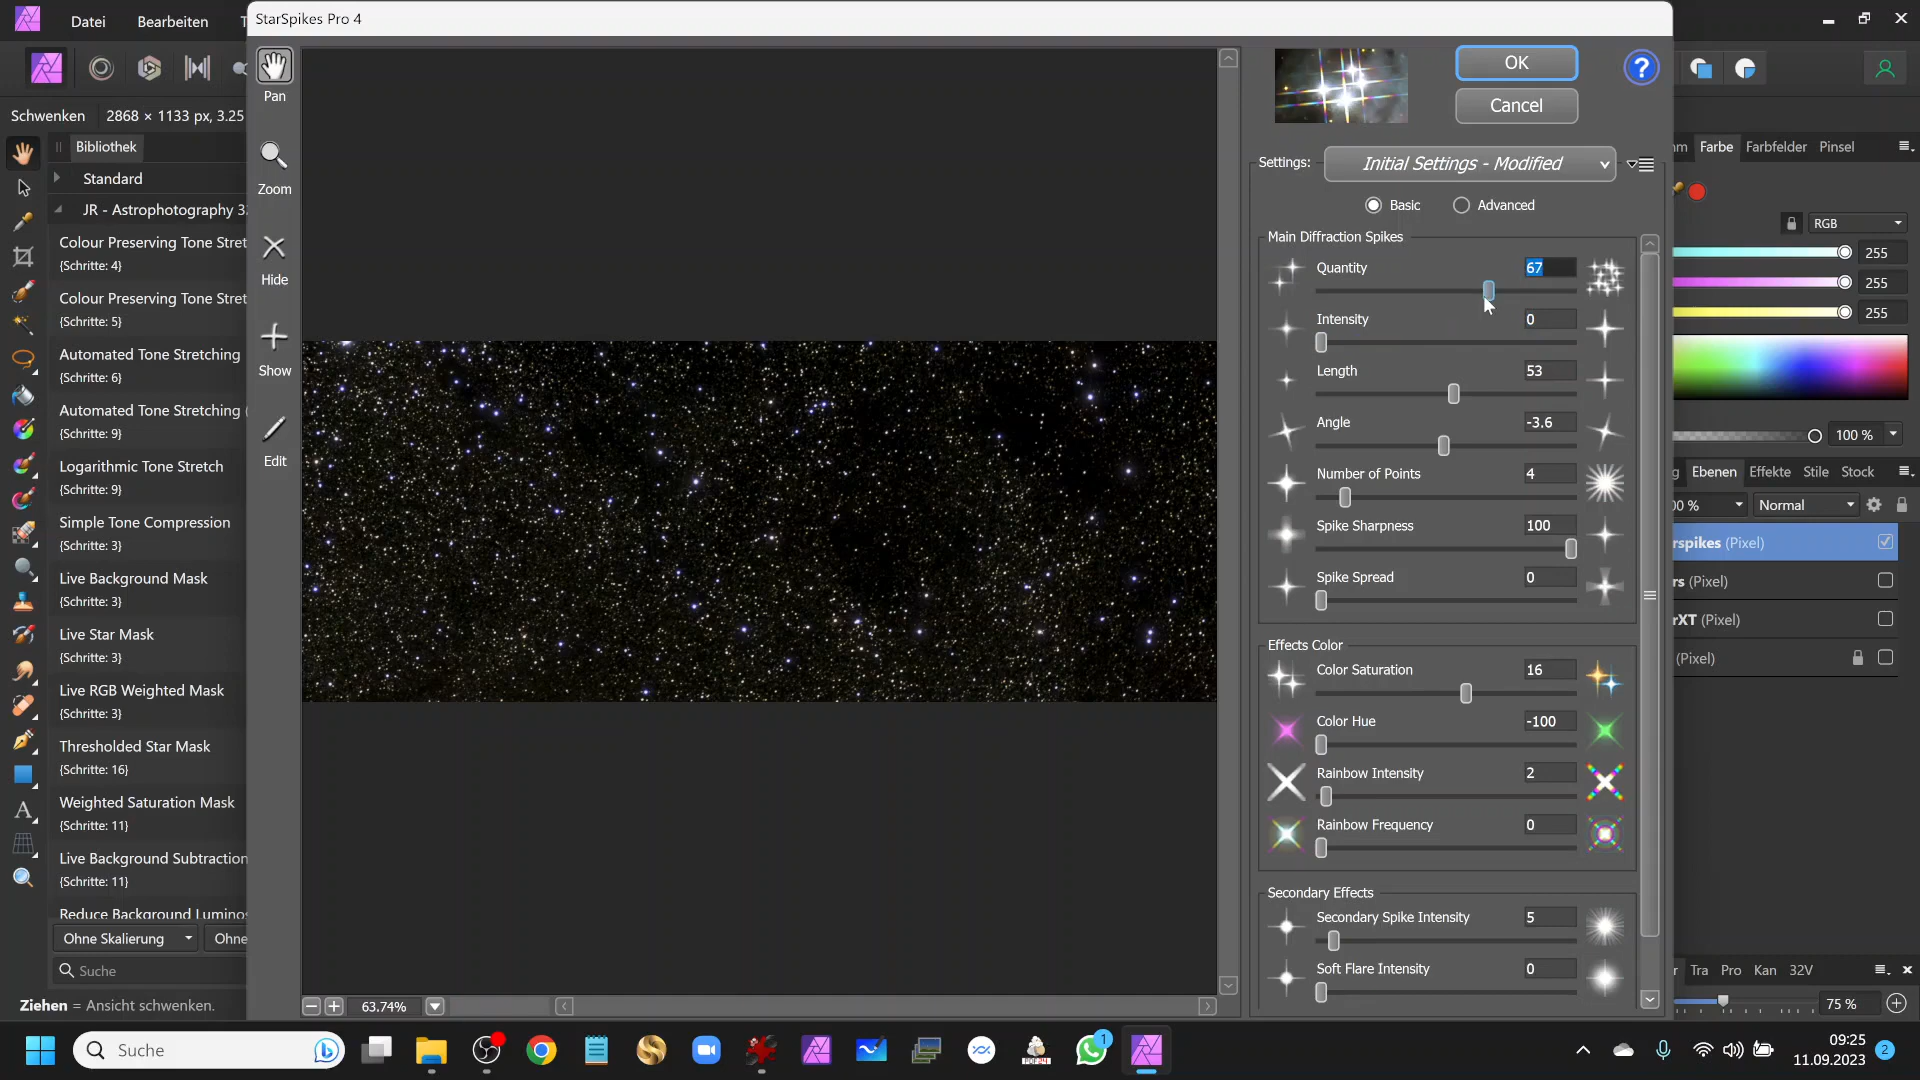 StarSpikes Pro 4
Datei
Bearbeiten
Schwenken
2868 × 1133 px, 3.25
Bibliothek
Standard
JR - Astrophotography 32
Colour Preserving Tone Stret
{Schritte: 4}
Colour Preserving Tone Stret
{Schritte: 5}
Automated Tone Stretching
{Schritte: 6}
Automated Tone Stretching (
{Schritte: 9}
Logarithmic Tone Stretch
{Schritte: 9}
Simple Tone Compression
{Schritte: 3}
Live Background Mask
{Schritte: 3}
Live Star Mask
{Schritte: 3}
Live RGB Weighted Mask
{Schritte: 3}
Thresholded Star Mask
{Schritte: 16}
Weighted Saturation Mask
{Schritte: 11}
Live Background Subtraction
{Schritte: 11}
Reduce Background Luminos
Ohne Skalierung
Ohne
Suche
Ziehen = Ansicht schwenken.
Pan
Zoom
Hide
Show
Edit
63.74%
OK
Cancel
?
Settings:
Initial Settings - Modified
Basic
Advanced
Main Diffraction Spikes
Quantity
67
Intensity
0
Length
53
Angle
-3.6
Number of Points
4
Spike Sharpness
100
Spike Spread
0
Effects Color
Color Saturation
16
Color Hue
-100
Rainbow Intensity
2
Rainbow Frequency
0
Secondary Effects
Secondary Spike Intensity
5
Soft Flare Intensity
0
Farbe
Farbfelder
Pinsel
RGB
255
255
255
100 %
Ebenen
Effekte
Stile
Stock
Normal
rspikes (Pixel)
rs (Pixel)
rXT (Pixel)
(Pixel)
Tra
Pro
Kan
32V
75 %
Suche
PDF24
1
09:25
11.09.2023
2